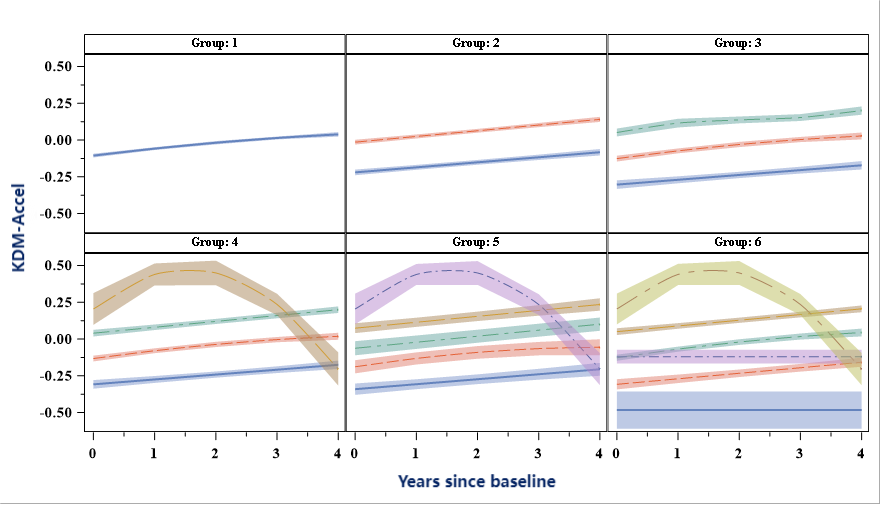 Group: 1 Group: 2 Group: 3
0.50
0.25
0.00
-0.25
-0.50
Group: 4 Group: 5 Group: 6
0.50
0.25
0.00
-0.25
-0.50
KDM-Accel
0 1 2 3 4 0 1 2 3 4 0 1 2 3 4
Years since baseline